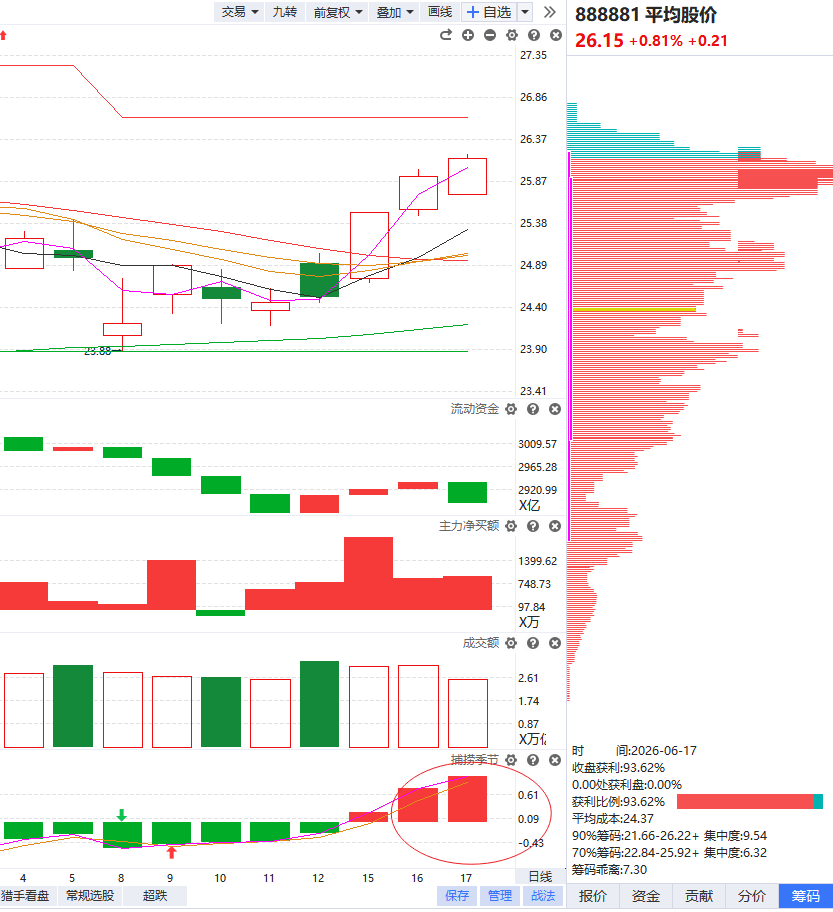 交易 九转 前复权 叠加 画线 +自选
888881 平均股价
26.15 +0.81% +0.21
27.35
26.86
26.37
25.87
25.38
24.89
24.40
23.90
23.41
23.88
流动资金
3009.57
2965.28
2920.99
X亿
主力净买额
1399.62
748.73
97.84
X万
成交额
2.61
1.74
0.87
X万亿
捕捞季节
0.61
0.09
-0.43
4 5 8 9 10 11 12 15 16 17 日线
猎手看盘 常规选股 超跌 保存 管理 战法
时 间:2026-06-17
收盘获利:93.62%
0.00处获利盘:0.00%
获利比例:93.62%
平均成本:24.37
90%筹码:21.66-26.22+ 集中度:9.54
70%筹码:22.84-25.92+ 集中度:6.32
筹码乖离:7.30
报价 资金 贡献 分价 筹码